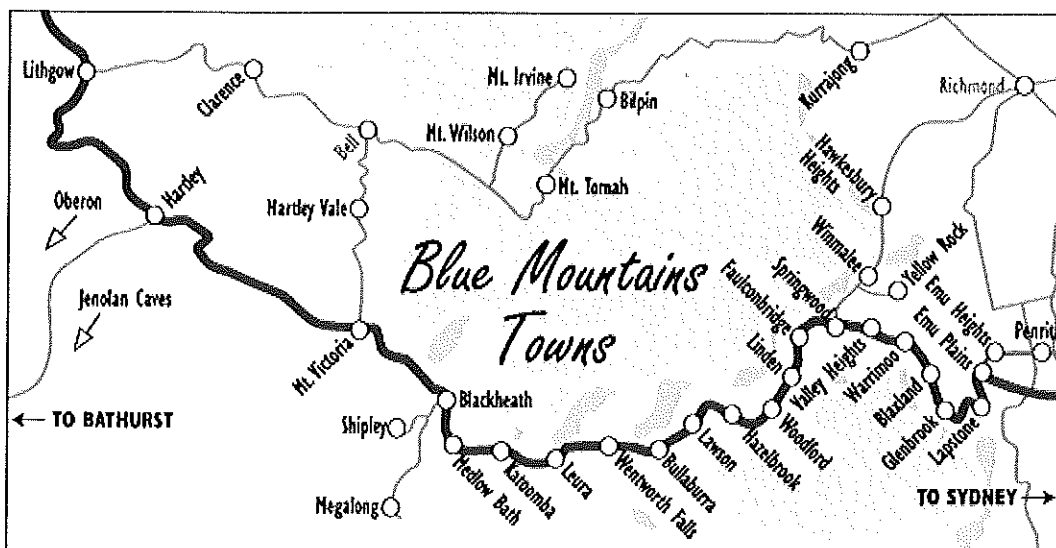 Lithgow
Clarence
Mt. Irvine
Bilpin
Kurrajong
Richmond
Bell
Mt. Wilson
Mt. Tomah
Hawkesbury
Heights
Oberon
Hartley
Hartley Vale
Winmalee
Yellow Rock
Blue Mountains
Towns
Jenolan Caves
Mt. Victoria
Springwood
Faulconbridge
Linden
Valley Heights
Warrimoo
Blaxland
Glenbrook
Lapstone
Emu Plains
Emu Heights
Penrit
← TO BATHURST
Blackheath
Shipley
Megalong
Medlow Bath
Katoomba
Leura
Wentworth Falls
Bullaburra
Lawson
Hazelbrook
Woodford
TO SYDNEY →